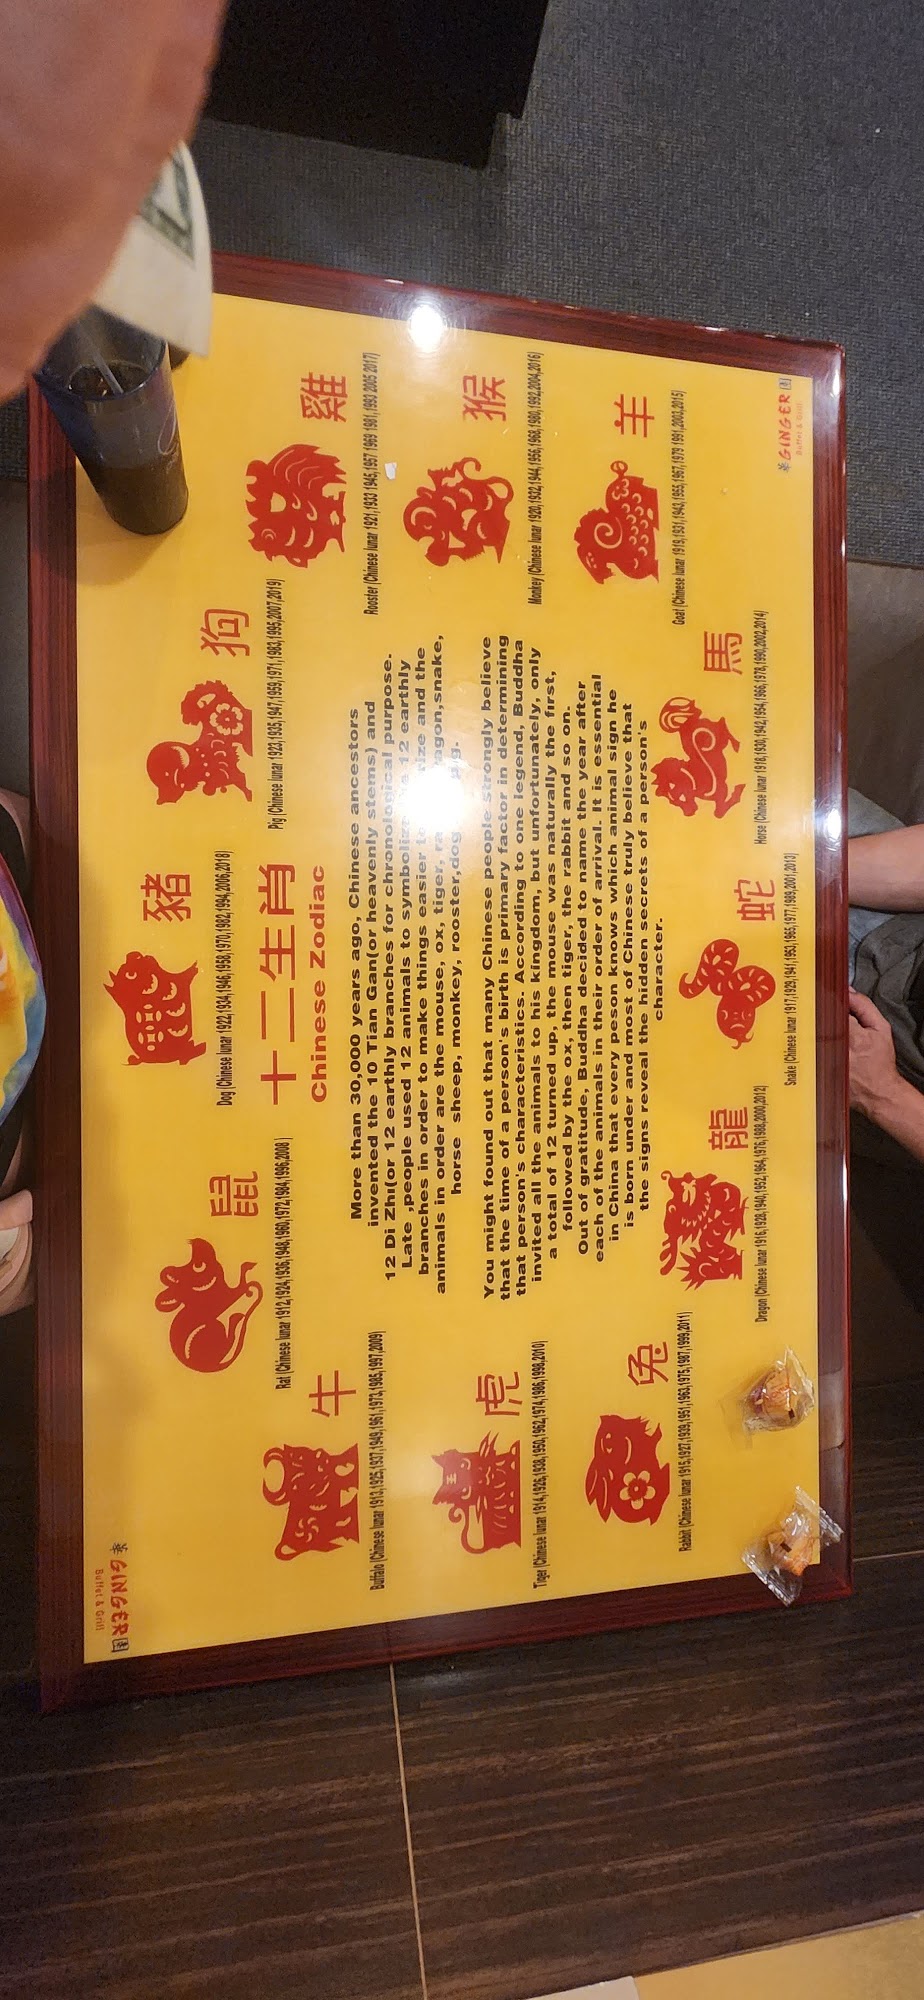 十二生肖
Chinese Zodiac
More than 30,000 years ago, Chinese ancestors
invented the 10 Tian Gan(or heavenly stems) and
12 Di Zhi(or 12 earthly branches for chronological purpose.
Late ,people used 12 animals to symbolize 12 earthly
branches in order to make things easier the
animals in order are the mouse, ox, tiger, snake,
horse sheep, monkey, rooster,dog
You might found out that many Chinese people strongly believe
that the time of a person's birth is primary factor in determining
that person's characteristics. According to one legend, Buddha
invited all the animals to his kingdom, but unfortunately, only
a total of 12 turned up, the mouse was naturally the first,
followed by the ox, then tiger, the rabbit and so on.
Out of gratitude, Buddha decided to name the year after
each of the animals in their order of arrival. It is essential
in China that every peson knows which animal sign he
is born under and most of Chinese truly believe that
the signs reveal the hidden secrets of a person's
character.
鼠
Rat (Chinese lunar 1912,1924,1936,1948,1960,1972,1984,1996,2008)
牛
Buffalo (Chinese lunar 1913,1925,1937,1949,1961,1973,1985,1997,2009)
虎
Tiger (Chinese lunar 1914,1926,1938,1950,1962,1974,1986,1998,2010)
兔
Rabbit (Chinese lunar 1915,1927,1939,1951,1963,1975,1987,1999,2011)
龍
Dragon (Chinese lunar 1916,1928,1940,1952,1964,1976,1988,2000,2012)
蛇
Snake (Chinese lunar 1917,1929,1941,1953,1965,1977,1989,2001,2013)
馬
Horse (Chinese lunar 1918,1930,1942,1954,1966,1978,1990,2002,2014)
羊
Goat (Chinese lunar 1919,1931,1943,1955,1967,1979 1991,2003,2015)
猴
Monkey (Chinese lunar 1920,1932,1944,1956,1968,1980,1992,2004,2016)
雞
Rooster (Chinese lunar 1921,1933 1945,1957 1969 1981,1993 2005 2017)
狗
Pig (Chinese lunar 1923,1935,1947,1959,1971,1983,1995,2007,2019)
豬
Dog (Chinese lunar 1922,1934,1946,1958,1970,1982,1994,2006,2018)
GINGER
Buffet & Grill
GINGER
Buffet & Grill